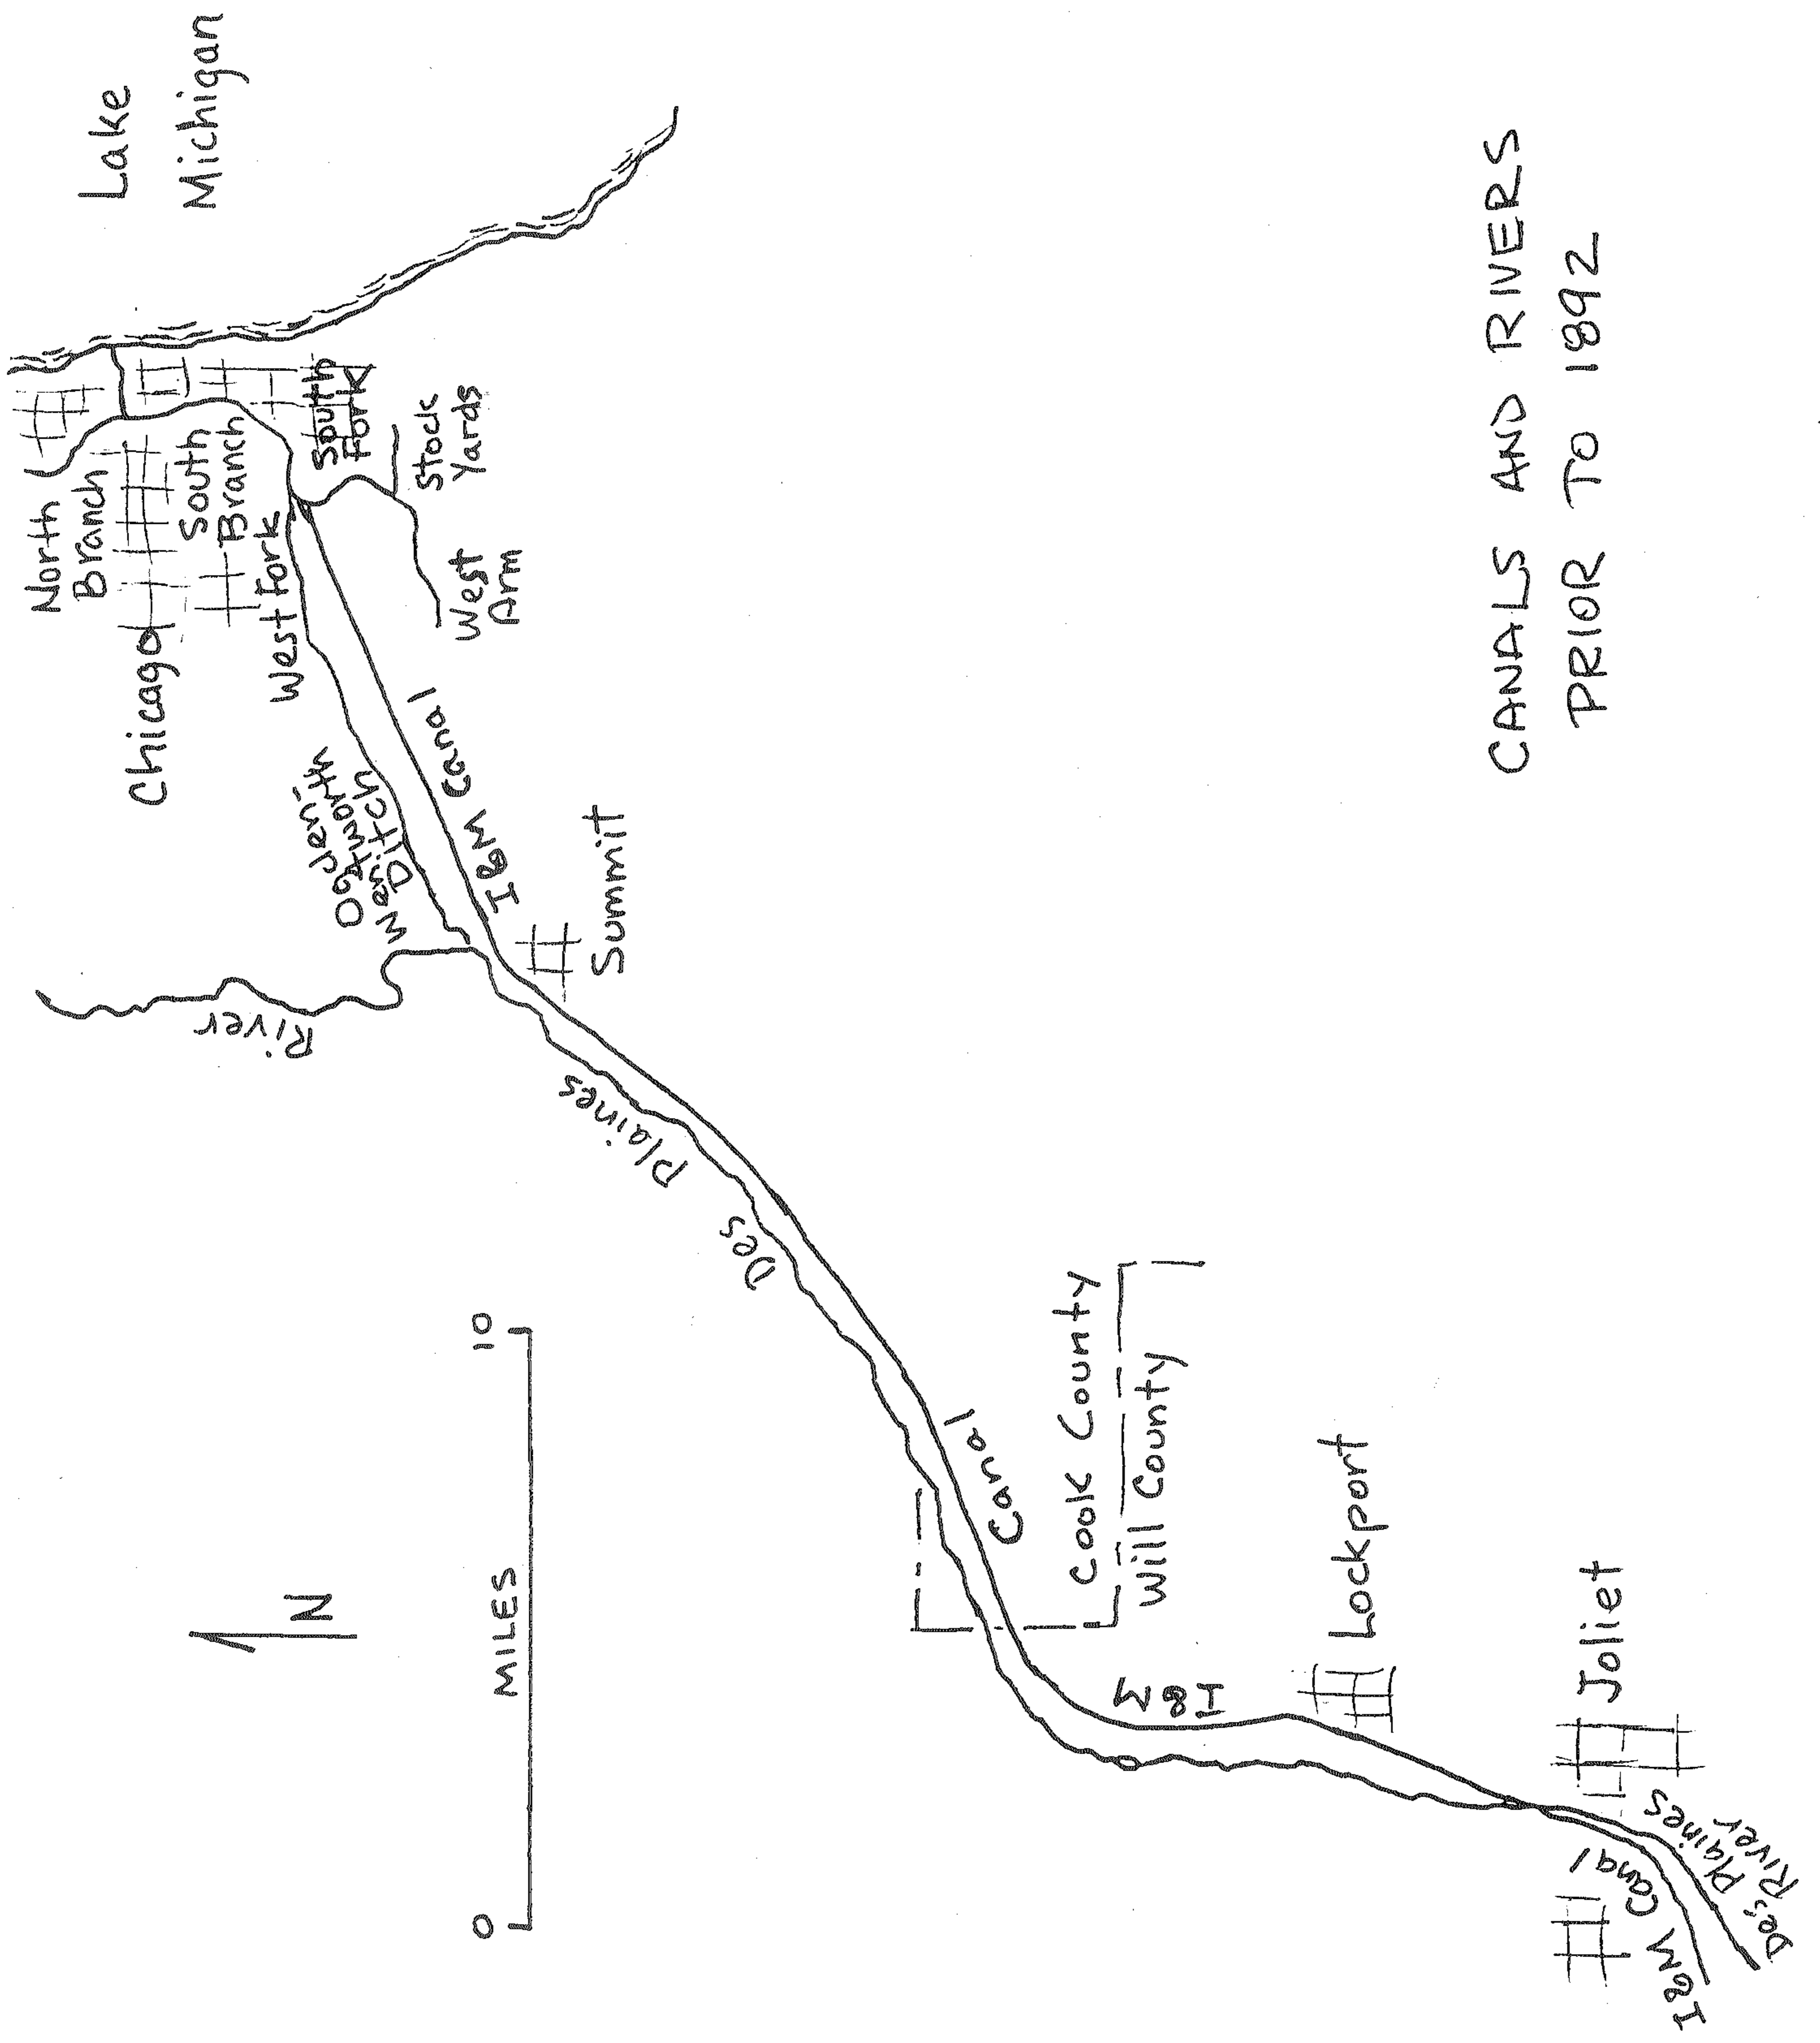 Lake
Michigan
North
Branch
Chicago
South
Branch
West Fork
South
Fork
Stock
Yards
West
Arm
Ogden-
Wentworth
Ditch
I&M Canal
Summit
River
Plaines
Des
N
0 10
MILES
Canal
I&M
Cook County
Will County
Lockport
Joliet
I&M Canal
Des Plaines
River
CANALS AND RIVERS
PRIOR TO 1892